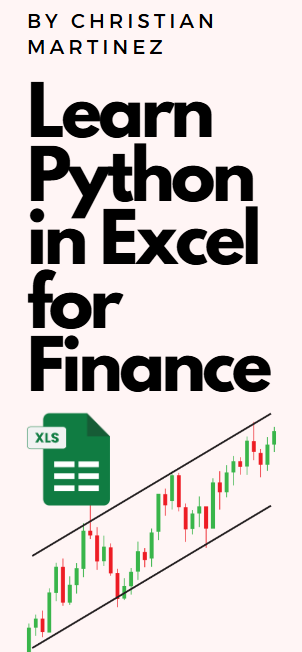 BY CHRISTIAN
MARTINEZ
Learn
Python
in Excel
for
Finance
XLS